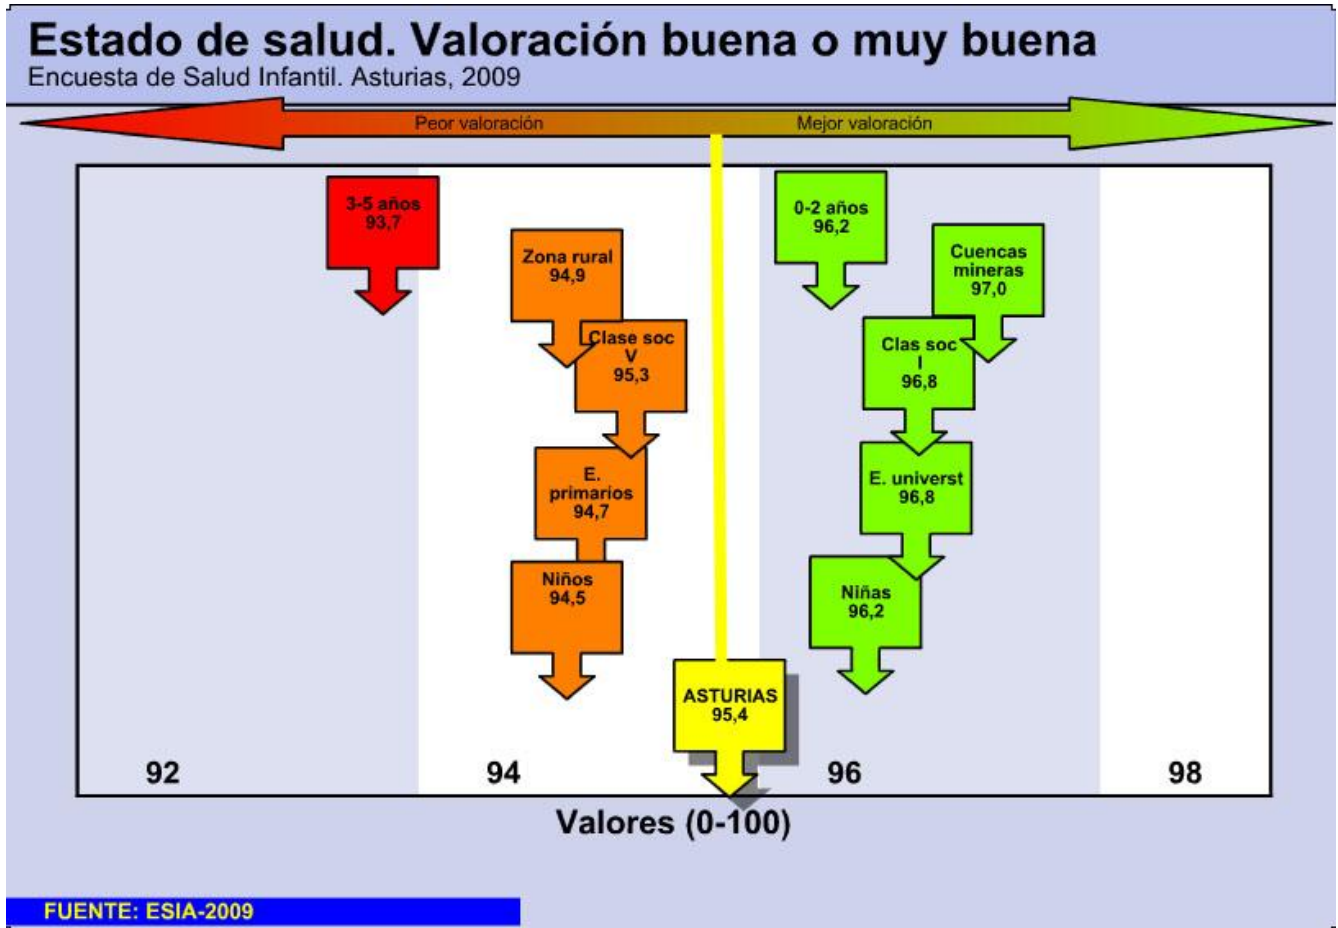 Estado de salud. Valoración buena o muy buena
Encuesta de Salud Infantil. Asturias, 2009
Peor valoración
Mejor valoración
3-5 años
93,7
0-2 años
96,2
Zona rural
94,9
Cuencas
mineras
97,0
Clase soc
V
95,3
Clas soc
I
96,8
E.
primarios
94,7
E. universt
96,8
Niños
94,5
Niñas
96,2
ASTURIAS
95,4
92
94
96
98
Valores (0-100)
FUENTE: ESIA-2009